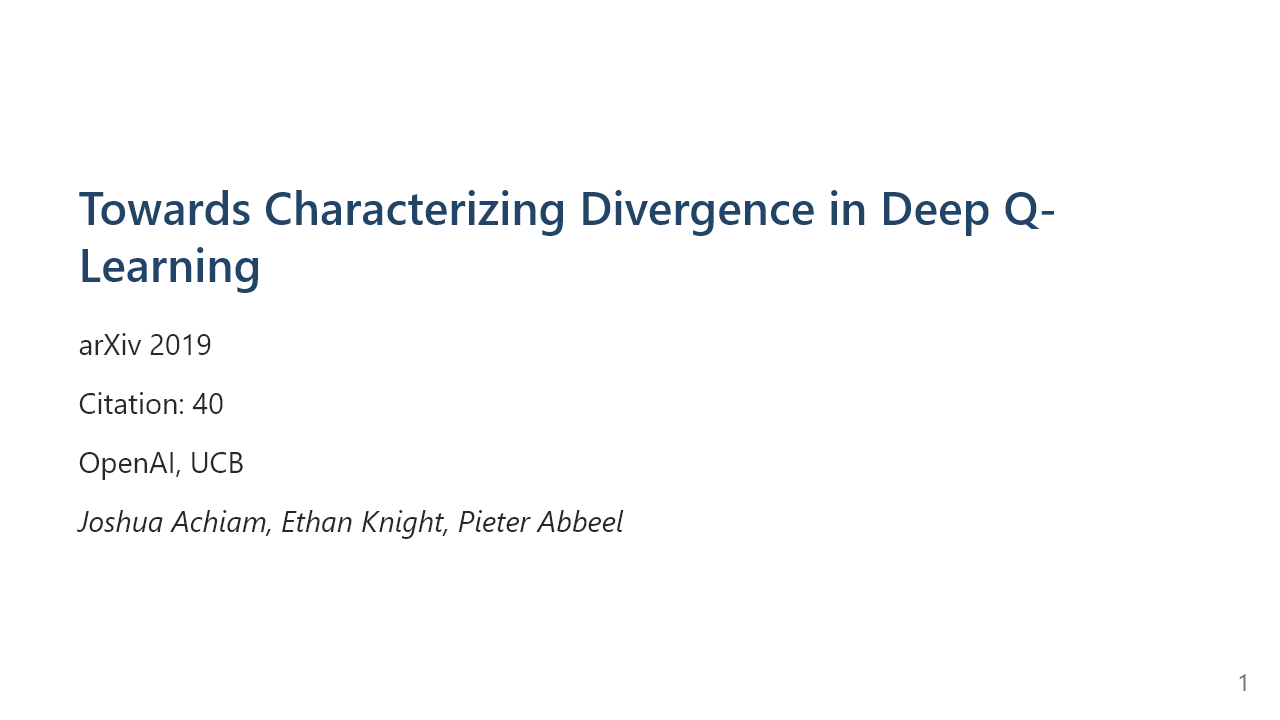 Towards Characterizing Divergence in Deep Q-
Learning
arXiv 2019
Citation: 40
OpenAI, UCB
Joshua Achiam, Ethan Knight, Pieter Abbeel
1